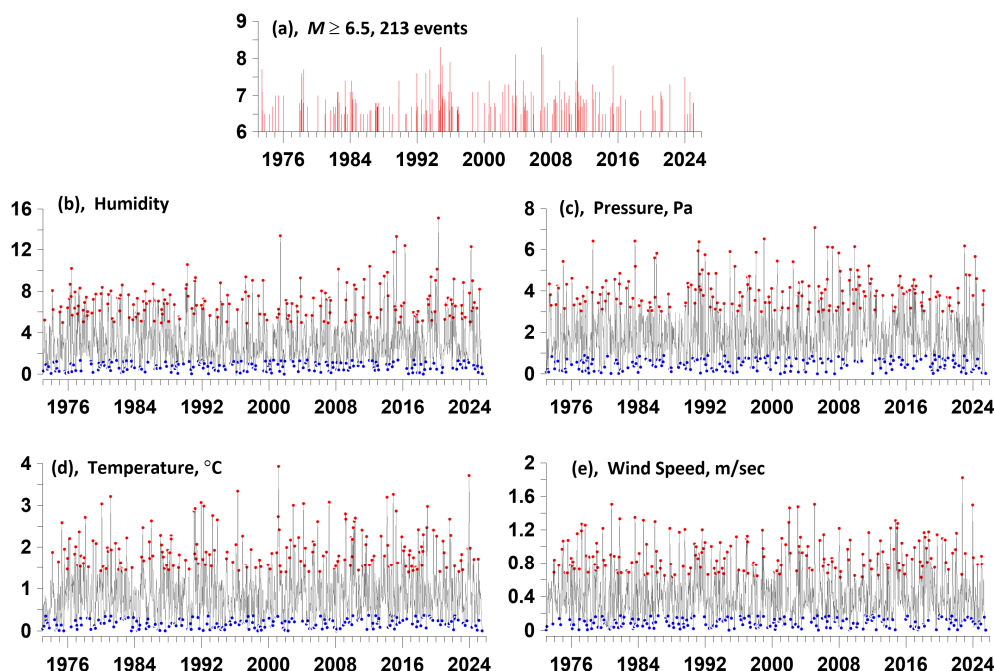 (a), M ≥ 6.5, 213 events
9
8
7
6
1976 1984 1992 2000 2008 2016 2024
(b), Humidity
16
12
8
4
0
1976 1984 1992 2000 2008 2016 2024
(c), Pressure, Pa
8
6
4
2
0
1976 1984 1992 2000 2008 2016 2024
(d), Temperature, °C
4
3
2
1
0
1976 1984 1992 2000 2008 2016 2024
(e), Wind Speed, m/sec
2
1.6
1.2
0.8
0.4
0
1976 1984 1992 2000 2008 2016 2024